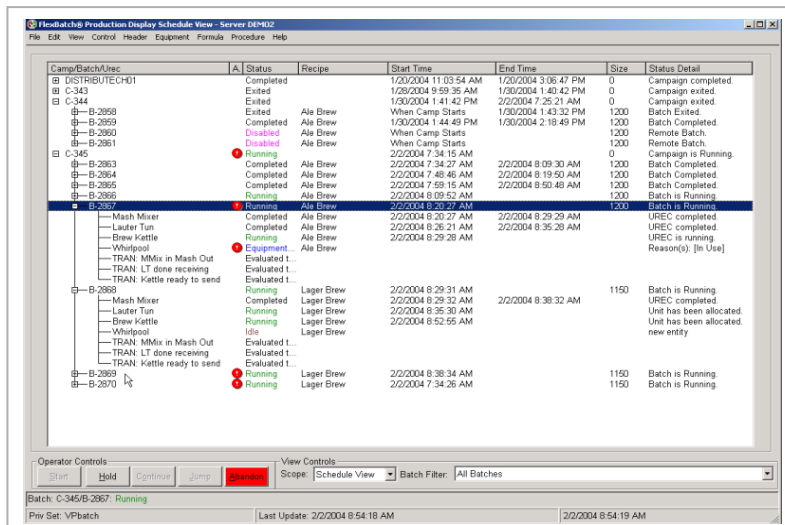 FlexBatch® Production Display Schedule View - Server DEMO2
File Edit View Control Header Equipment Formula Procedure Help
Camp/Batch/Urec A. Status Recipe Start Time End Time Size Status Detail
DISTRIBUTECH01 Completed 1/20/2004 11:03:54 AM 1/20/2004 3:06:47 PM 0 Campaign completed.
C-343 Exited 1/28/2004 9:59:35 AM 1/30/2004 1:40:42 PM 0 Campaign exited.
C-344 Exited 1/30/2004 1:41:42 PM 2/2/2004 7:25:21 AM 0 Campaign exited.
B-2858 Exited Ale Brew When Camp Starts 1/30/2004 1:43:32 PM 1200 Batch Exited.
B-2859 Completed Ale Brew 1/30/2004 1:44:49 PM 1/30/2004 2:18:49 PM 1200 Batch Completed.
B-2860 Disabled Ale Brew When Camp Starts 1200 Remote Batch.
B-2861 Disabled Ale Brew When Camp Starts 1200 Remote Batch.
C-345 Running 2/2/2004 7:34:15 AM 0 Campaign is Running.
B-2863 Completed Ale Brew 2/2/2004 7:34:27 AM 2/2/2004 8:09:30 AM 1200 Batch Completed.
B-2864 Completed Ale Brew 2/2/2004 7:48:46 AM 2/2/2004 8:19:50 AM 1200 Batch Completed.
B-2865 Completed Ale Brew 2/2/2004 7:59:15 AM 2/2/2004 8:50:48 AM 1200 Batch Completed.
B-2866 Running Ale Brew 2/2/2004 8:09:52 AM 1200 Batch is Running.
B-2867 Running Ale Brew 2/2/2004 8:20:27 AM 1200 Batch is Running.
Mash Mixer Completed Ale Brew 2/2/2004 8:20:27 AM 2/2/2004 8:29:29 AM UREC completed.
Lauter Tun Completed Ale Brew 2/2/2004 8:26:21 AM 2/2/2004 8:35:28 AM UREC completed.
Brew Kettle Running Ale Brew 2/2/2004 8:29:28 AM UREC is running.
Whirlpool Equipment... Ale Brew Reason(s): [In Use]
TRAN: MMix in Mash Out Evaluated t...
TRAN: LT done receiving Evaluated t...
TRAN: Kettle ready to send Evaluated t...
B-2868 Running Lager Brew 2/2/2004 8:29:31 AM 1150 Batch is Running.
Mash Mixer Completed Lager Brew 2/2/2004 8:29:32 AM 2/2/2004 8:38:32 AM UREC completed.
Lauter Tun Running Lager Brew 2/2/2004 8:35:30 AM Unit has been allocated.
Brew Kettle Running Lager Brew 2/2/2004 8:52:55 AM Unit has been allocated.
Whirlpool Idle Lager Brew new entity
TRAN: MMix in Mash Out Evaluated t...
TRAN: LT done receiving Evaluated t...
TRAN: Kettle ready to send Evaluated t...
B-2869 Running Lager Brew 2/2/2004 8:38:34 AM 1150 Batch is Running.
B-2870 Running Lager Brew 2/2/2004 7:34:26 AM 1150 Batch is Running.
Operator Controls View Controls
Start Hold Continue Jump Abandon Scope: Schedule View Batch Filter: All Batches
Batch: C-345/B-2867: Running
Priv Set: VPbatch Last Update: 2/2/2004 8:54:18 AM 2/2/2004 8:54:19 AM